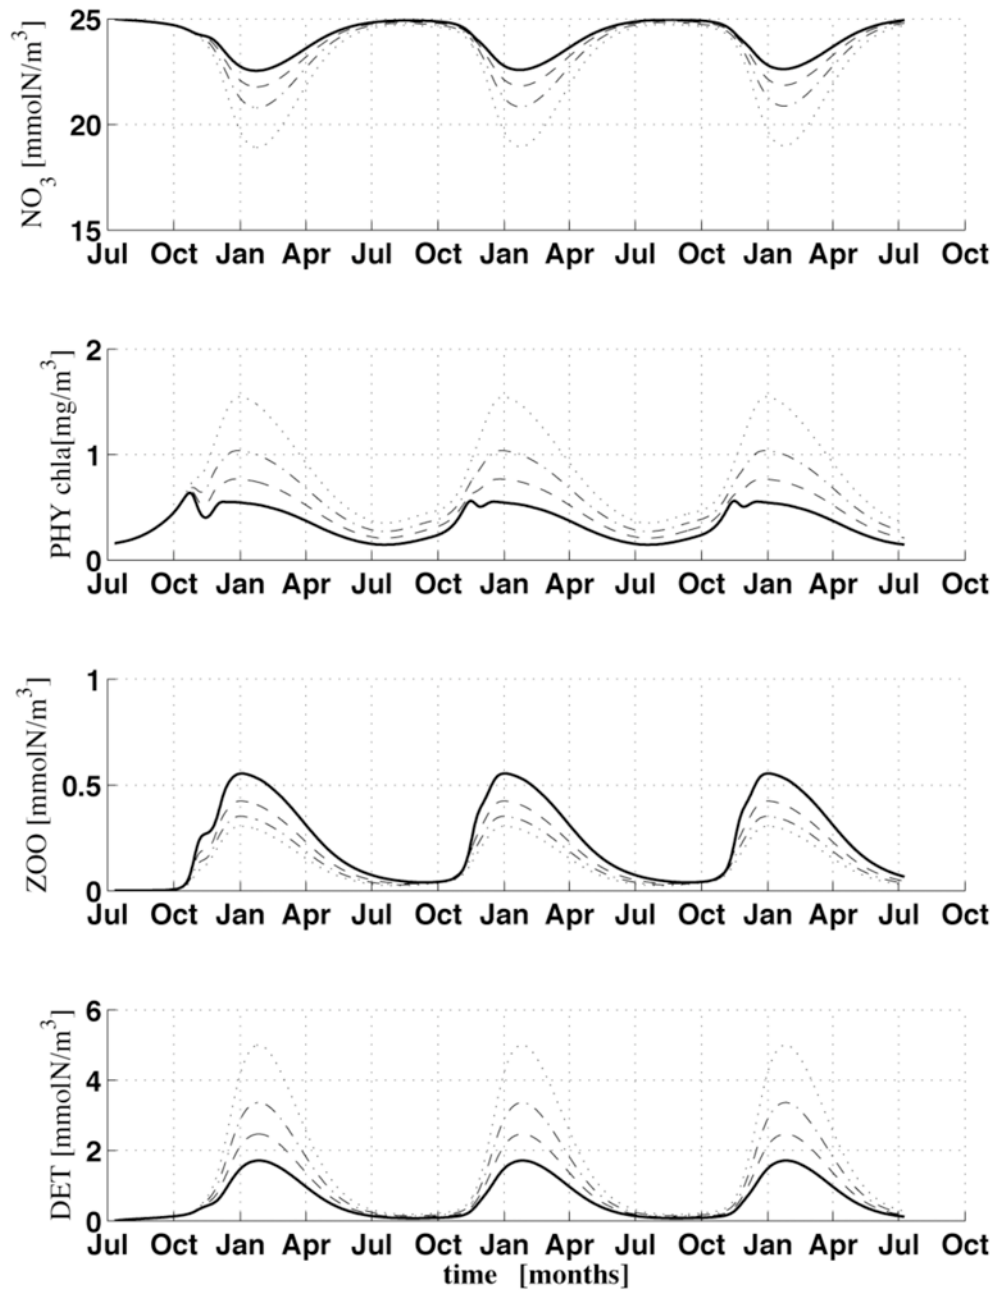 25
20
15
NO3 [mmolN/m3]
Jul Oct Jan Apr Jul Oct Jan Apr Jul Oct Jan Apr Jul Oct
2
1
0
PHY chla[mg/m3]
Jul Oct Jan Apr Jul Oct Jan Apr Jul Oct Jan Apr Jul Oct
1
0.5
0
ZOO [mmolN/m3]
Jul Oct Jan Apr Jul Oct Jan Apr Jul Oct Jan Apr Jul Oct
6
4
2
0
DET [mmolN/m3]
Jul Oct Jan Apr Jul Oct Jan Apr Jul Oct Jan Apr Jul Oct
time [months]